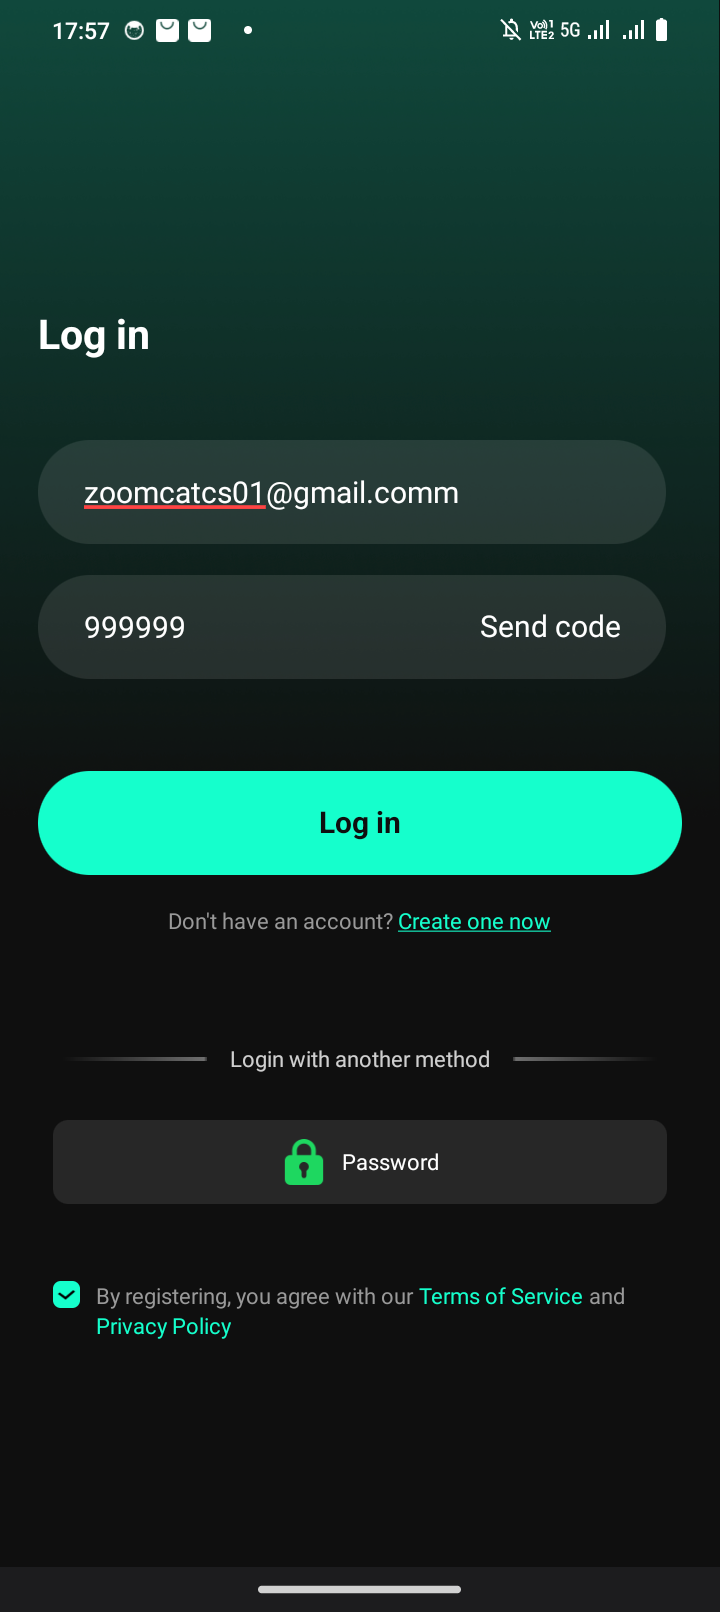 17:57
Vo))1
LTE2 5G
Log in
zoomcatcs01@gmail.comm
999999 Send code
Log in
Don't have an account? Create one now
Login with another method
Password
By registering, you agree with our Terms of Service and
Privacy Policy